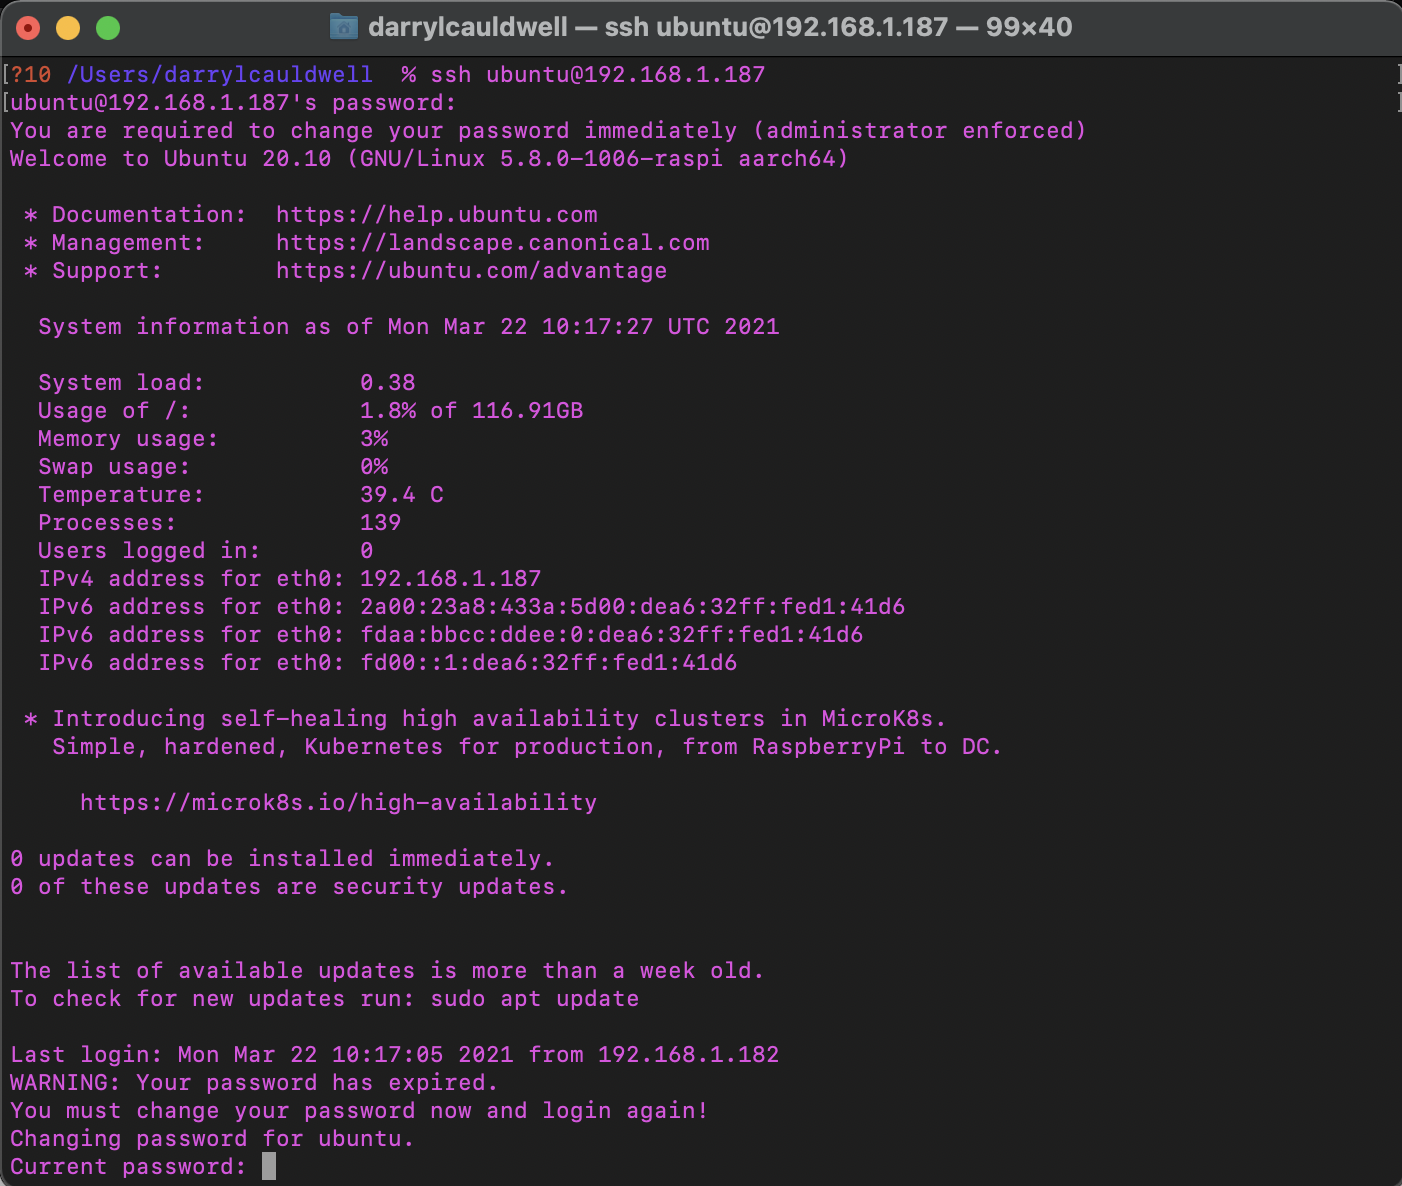 darrylcauldwell — ssh ubuntu@192.168.1.187 — 99×40
[?10 /Users/darrylcauldwell  % ssh ubuntu@192.168.1.187 ]
[ubuntu@192.168.1.187's password: ]
You are required to change your password immediately (administrator enforced)
Welcome to Ubuntu 20.10 (GNU/Linux 5.8.0-1006-raspi aarch64)
* Documentation:  https://help.ubuntu.com
* Management:     https://landscape.canonical.com
* Support:        https://ubuntu.com/advantage
System information as of Mon Mar 22 10:17:27 UTC 2021
System load:           0.38
Usage of /:            1.8% of 116.91GB
Memory usage:          3%
Swap usage:            0%
Temperature:           39.4 C
Processes:             139
Users logged in:       0
IPv4 address for eth0: 192.168.1.187
IPv6 address for eth0: 2a00:23a8:433a:5d00:dea6:32ff:fed1:41d6
IPv6 address for eth0: fdaa:bbcc:ddee:0:dea6:32ff:fed1:41d6
IPv6 address for eth0: fd00::1:dea6:32ff:fed1:41d6
* Introducing self-healing high availability clusters in MicroK8s.
Simple, hardened, Kubernetes for production, from RaspberryPi to DC.
https://microk8s.io/high-availability
0 updates can be installed immediately.
0 of these updates are security updates.
The list of available updates is more than a week old.
To check for new updates run: sudo apt update
Last login: Mon Mar 22 10:17:05 2021 from 192.168.1.182
WARNING: Your password has expired.
You must change your password now and login again!
Changing password for ubuntu.
Current password: